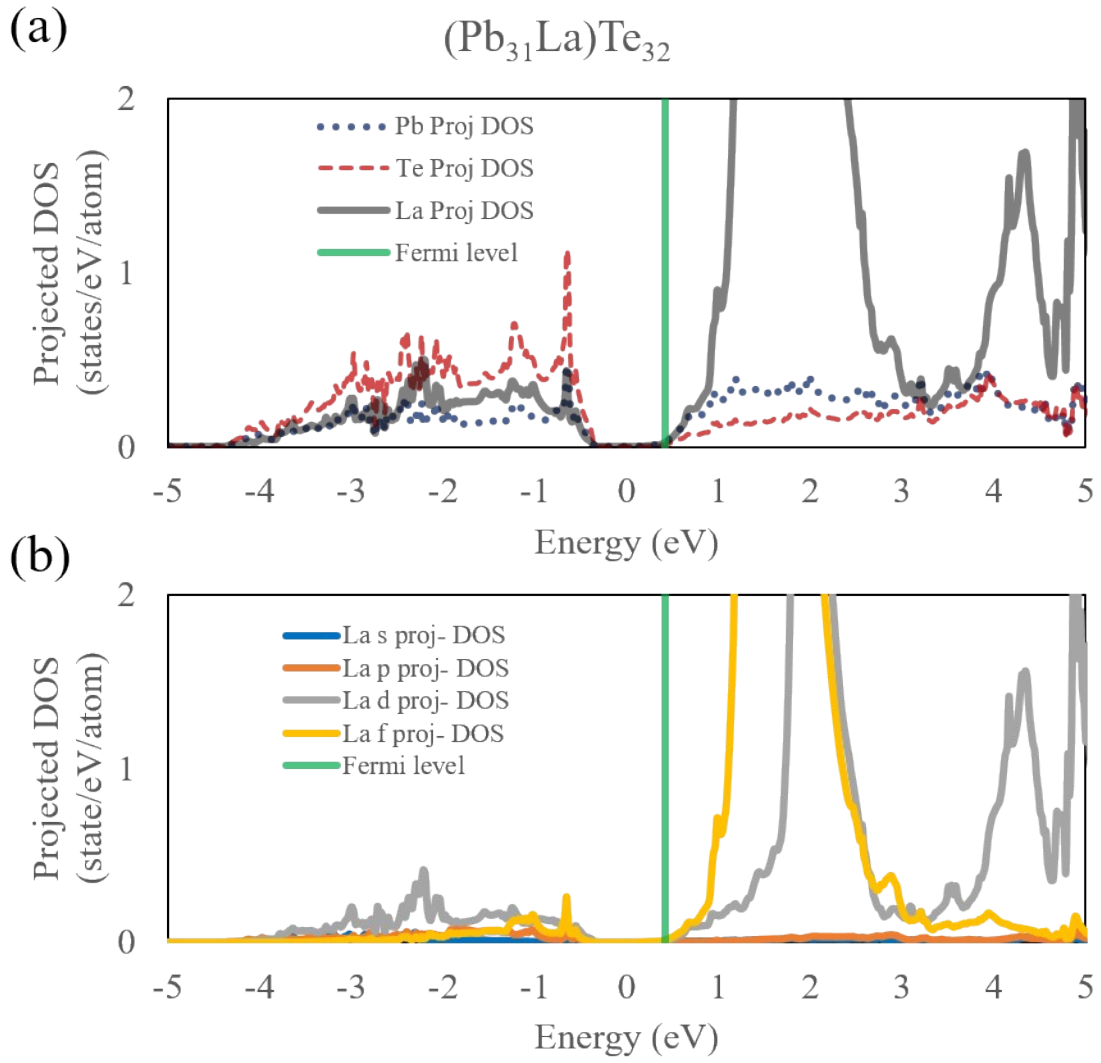 (a)
(Pb₃₁La)Te₃₂
Projected DOS
(states/eV/atom)
2
1
0
Pb Proj DOS
Te Proj DOS
La Proj DOS
Fermi level
-5 -4 -3 -2 -1 0 1 2 3 4 5
Energy (eV)
(b)
Projected DOS
(state/eV/atom)
2
1
0
La s proj- DOS
La p proj- DOS
La d proj- DOS
La f proj- DOS
Fermi level
-5 -4 -3 -2 -1 0 1 2 3 4 5
Energy (eV)